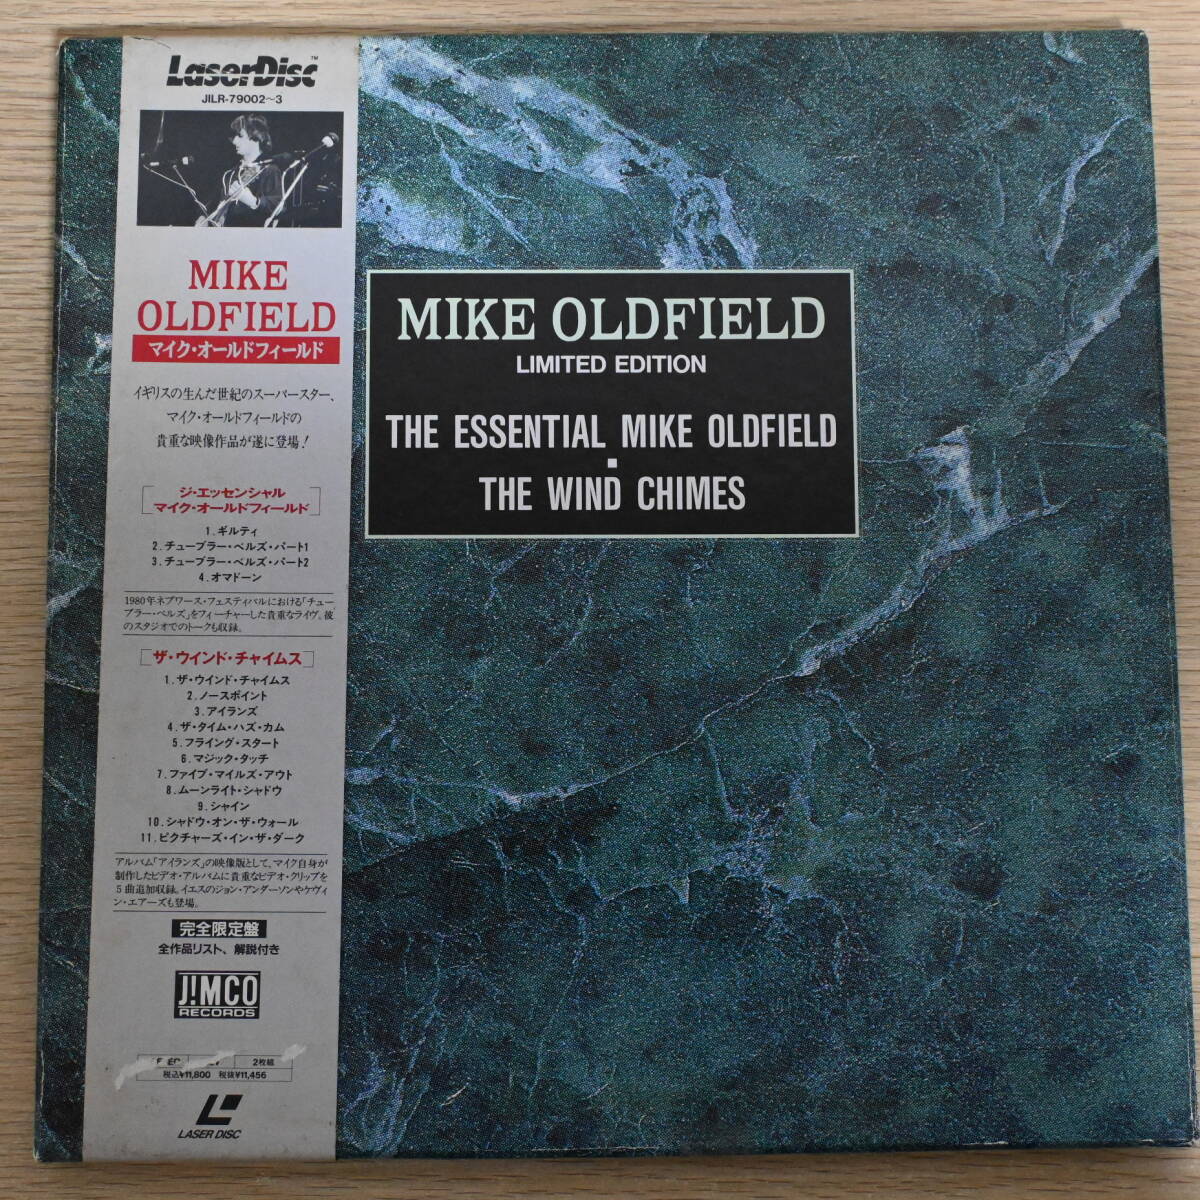 LaserDisc™
JILR-79002~3
MIKE
OLDFIELD
マイク・オールドフィールド
イギリスの生んだ世紀のスーパースター、
マイク・オールドフィールドの
貴重な映像作品が遂に登場!
ジ・エッセンシャル
マイク・オールドフィールド
1.ギルティ
2.チューブラー・ベルズ・パート1
3.チューブラー・ベルズ・パート2
4.オマドーン
1980年ネブワース・フェスティバルにおける「チュー
ブラー・ベルズ」をフィーチャーした貴重なライヴ。彼
のスタジオでのトークも収録。
ザ・ウインド・チャイムス
1.ザ・ウインド・チャイムス
2.ノースポイント
3.アイランズ
4.ザ・タイム・ハズ・カム
5.フライング・スタート
6.マジック・タッチ
7.ファイブ・マイルズ・アウト
8.ムーンライト・シャドウ
9.シャイン
10.シャドウ・オン・ザ・ウォール
11.ピクチャーズ・イン・ザ・ダーク
アルバム「アイランズ」の映像版として、マイク自身が
制作したビデオ・アルバムに貴重なビデオ・クリップを
5曲追加収録。イエスのジョン・アンダーソンやケヴィ
ン・エアーズも登場。
完全限定盤
全作品リスト、解説付き
J!MCO
RECORDS
2枚組
税込¥11,800 税抜¥11,456
LASER DISC
MIKE OLDFIELD
LIMITED EDITION
THE ESSENTIAL MIKE OLDFIELD
■
THE WIND CHIMES